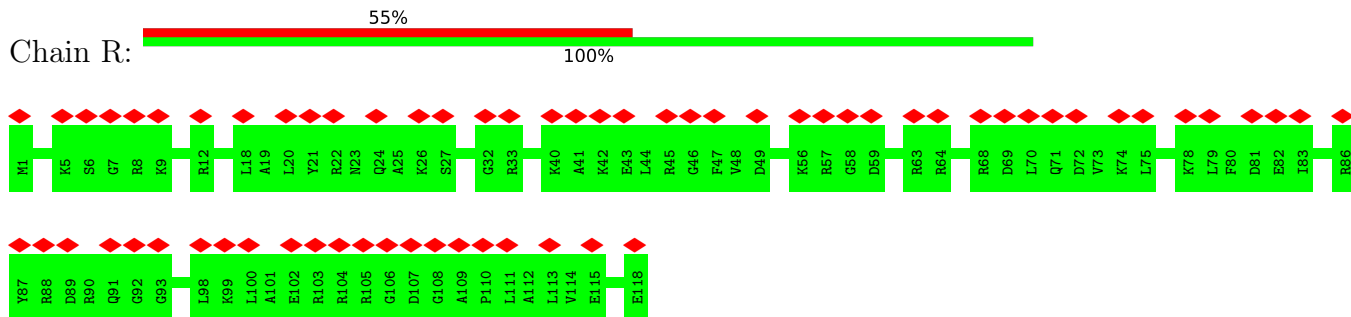 55%
Chain R:
100%
M1 K5 S6 G7 R8 K9 R12 L18 A19 L20 Y21 R22 N23 Q24 A25 K26 S27 G32 R33 K40 A41 K42 E43 L44 R45 G46 F47 V48 D49 K56 R57 G58 D59 R63 R64 R68 D69 L70 Q71 D72 V73 K74 L75 K78 L79 F80 D81 E82 I83 R86
Y87 R88 D89 R90 Q91 G92 G93 L98 K99 L100 A101 E102 R103 R104 R105 G106 D107 G108 A109 P110 L111 A112 L113 V114 E115 E118